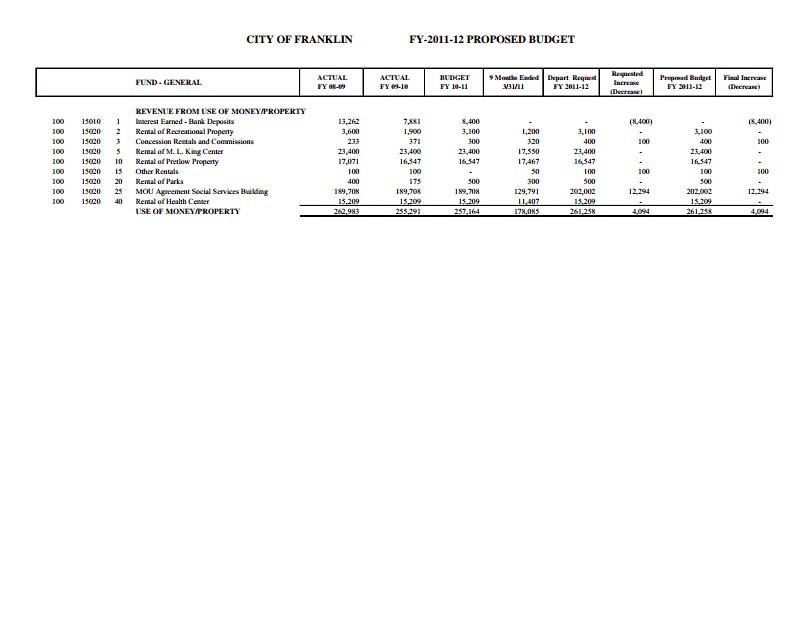 CITY OF FRANKLIN FY-2011-12 PROPOSED BUDGET
FUND - GENERAL ACTUAL FY 08-09 ACTUAL FY 09-10 BUDGET FY 10-11 9 Months Ended 3/31/11 Depart Request FY 2011-12 Requested Increase (Decrease) Proposed Budget FY 2011-12 Final Increase (Decrease)
REVENUE FROM USE OF MONEY/PROPERTY
100 15010 1 Interest Earned - Bank Deposits 13,262 7,881 8,400 - - (8,400) - (8,400)
100 15020 2 Rental of Recreational Property 3,600 1,900 3,100 1,200 3,100 - 3,100 -
100 15020 3 Concession Rentals and Commissions 233 371 300 320 400 100 400 100
100 15020 5 Rental of M. L. King Center 23,400 23,400 23,400 17,550 23,400 - 23,400 -
100 15020 10 Rental of Pretlow Property 17,071 16,547 16,547 17,467 16,547 - 16,547 -
100 15020 15 Other Rentals 100 100 - 50 100 100 100 100
100 15020 20 Rental of Parks 400 175 500 300 500 - 500 -
100 15020 25 MOU Agreement Social Services Building 189,708 189,708 189,708 129,791 202,002 12,294 202,002 12,294
100 15020 40 Rental of Health Center 15,209 15,209 15,209 11,407 15,209 - 15,209 -
USE OF MONEY/PROPERTY 262,983 255,291 257,164 178,085 261,258 4,094 261,258 4,094